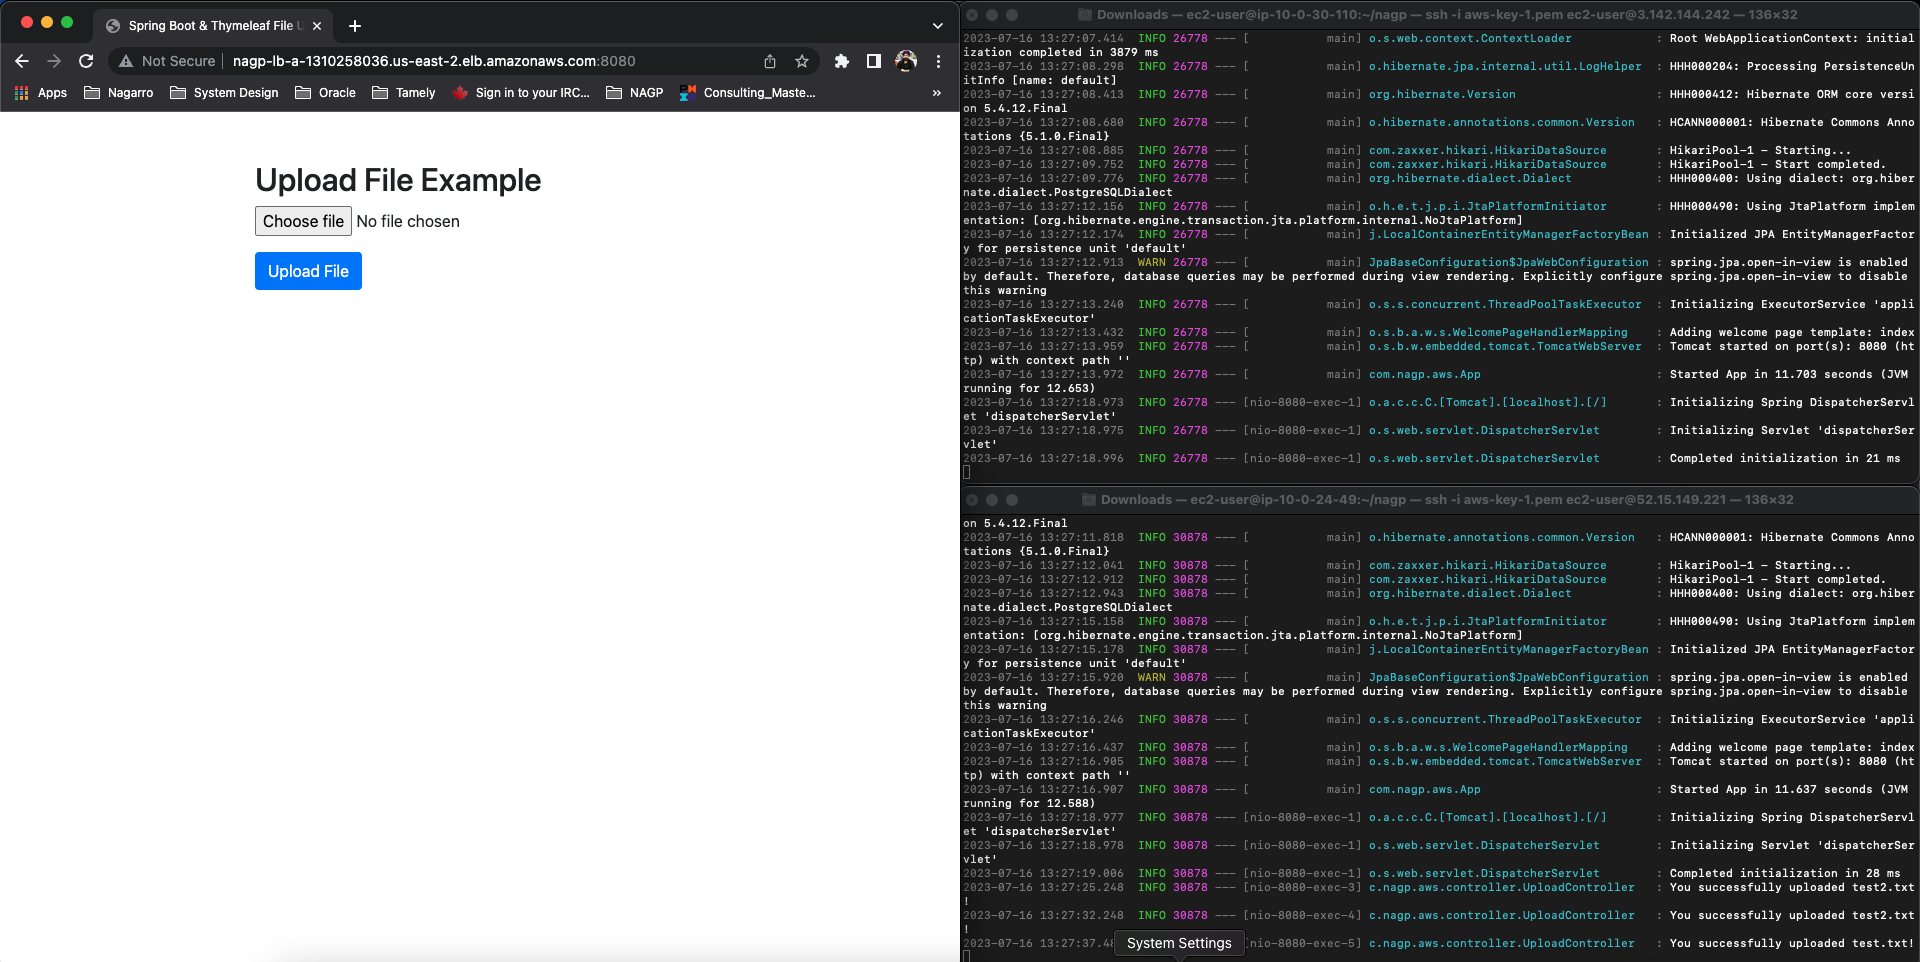 Spring Boot & Thymeleaf File U
Not Secure
nagp-lb-a-1310258036.us-east-2.elb.amazonaws.com:8080
Apps
Nagarro
System Design
Oracle
Tamely
Sign in to your IRC...
NAGP
Consulting_Maste...
»
Upload File Example
Choose file No file chosen
Upload File
Downloads — ec2-user@ip-10-0-30-110:~/nagp — ssh -i aws-key-1.pem ec2-user@3.142.144.242 — 136×32
2023-07-16 13:27:07.414  INFO 26778 --- [           main] o.s.web.context.ContextLoader            : Root WebApplicationContext: initial
ization completed in 3879 ms
2023-07-16 13:27:08.298  INFO 26778 --- [           main] o.hibernate.jpa.internal.util.LogHelper  : HHH000204: Processing PersistenceUn
itInfo [name: default]
2023-07-16 13:27:08.413  INFO 26778 --- [           main] org.hibernate.Version                    : HHH000412: Hibernate ORM core versi
on 5.4.12.Final
2023-07-16 13:27:08.680  INFO 26778 --- [           main] o.hibernate.annotations.common.Version   : HCANN000001: Hibernate Commons Anno
tations {5.1.0.Final}
2023-07-16 13:27:08.885  INFO 26778 --- [           main] com.zaxxer.hikari.HikariDataSource       : HikariPool-1 - Starting...
2023-07-16 13:27:09.752  INFO 26778 --- [           main] com.zaxxer.hikari.HikariDataSource       : HikariPool-1 - Start completed.
2023-07-16 13:27:09.776  INFO 26778 --- [           main] org.hibernate.dialect.Dialect            : HHH000400: Using dialect: org.hiber
nate.dialect.PostgreSQLDialect
2023-07-16 13:27:12.156  INFO 26778 --- [           main] o.h.e.t.j.p.i.JtaPlatformInitiator       : HHH000490: Using JtaPlatform implem
entation: [org.hibernate.engine.transaction.jta.platform.internal.NoJtaPlatform]
2023-07-16 13:27:12.174  INFO 26778 --- [           main] j.LocalContainerEntityManagerFactoryBean : Initialized JPA EntityManagerFactor
y for persistence unit 'default'
2023-07-16 13:27:12.913  WARN 26778 --- [           main] JpaBaseConfiguration$JpaWebConfiguration : spring.jpa.open-in-view is enabled
by default. Therefore, database queries may be performed during view rendering. Explicitly configure spring.jpa.open-in-view to disable
this warning
2023-07-16 13:27:13.240  INFO 26778 --- [           main] o.s.s.concurrent.ThreadPoolTaskExecutor  : Initializing ExecutorService 'appli
cationTaskExecutor'
2023-07-16 13:27:13.432  INFO 26778 --- [           main] o.s.b.a.w.s.WelcomePageHandlerMapping    : Adding welcome page template: index
2023-07-16 13:27:13.959  INFO 26778 --- [           main] o.s.b.w.embedded.tomcat.TomcatWebServer  : Tomcat started on port(s): 8080 (ht
tp) with context path ''
2023-07-16 13:27:13.972  INFO 26778 --- [           main] com.nagp.aws.App                         : Started App in 11.703 seconds (JVM
running for 12.653)
2023-07-16 13:27:18.973  INFO 26778 --- [nio-8080-exec-1] o.a.c.c.C.[Tomcat].[localhost].[/]       : Initializing Spring DispatcherServl
et 'dispatcherServlet'
2023-07-16 13:27:18.975  INFO 26778 --- [nio-8080-exec-1] o.s.web.servlet.DispatcherServlet        : Initializing Servlet 'dispatcherSer
vlet'
2023-07-16 13:27:18.996  INFO 26778 --- [nio-8080-exec-1] o.s.web.servlet.DispatcherServlet        : Completed initialization in 21 ms
Downloads — ec2-user@ip-10-0-24-49:~/nagp — ssh -i aws-key-1.pem ec2-user@52.15.149.221 — 136×32
on 5.4.12.Final
2023-07-16 13:27:11.818  INFO 30878 --- [           main] o.hibernate.annotations.common.Version   : HCANN000001: Hibernate Commons Anno
tations {5.1.0.Final}
2023-07-16 13:27:12.041  INFO 30878 --- [           main] com.zaxxer.hikari.HikariDataSource       : HikariPool-1 - Starting...
2023-07-16 13:27:12.912  INFO 30878 --- [           main] com.zaxxer.hikari.HikariDataSource       : HikariPool-1 - Start completed.
2023-07-16 13:27:12.943  INFO 30878 --- [           main] org.hibernate.dialect.Dialect            : HHH000400: Using dialect: org.hiber
nate.dialect.PostgreSQLDialect
2023-07-16 13:27:15.158  INFO 30878 --- [           main] o.h.e.t.j.p.i.JtaPlatformInitiator       : HHH000490: Using JtaPlatform implem
entation: [org.hibernate.engine.transaction.jta.platform.internal.NoJtaPlatform]
2023-07-16 13:27:15.178  INFO 30878 --- [           main] j.LocalContainerEntityManagerFactoryBean : Initialized JPA EntityManagerFactor
y for persistence unit 'default'
2023-07-16 13:27:15.920  WARN 30878 --- [           main] JpaBaseConfiguration$JpaWebConfiguration : spring.jpa.open-in-view is enabled
by default. Therefore, database queries may be performed during view rendering. Explicitly configure spring.jpa.open-in-view to disable
this warning
2023-07-16 13:27:16.246  INFO 30878 --- [           main] o.s.s.concurrent.ThreadPoolTaskExecutor  : Initializing ExecutorService 'appli
cationTaskExecutor'
2023-07-16 13:27:16.437  INFO 30878 --- [           main] o.s.b.a.w.s.WelcomePageHandlerMapping    : Adding welcome page template: index
2023-07-16 13:27:16.905  INFO 30878 --- [           main] o.s.b.w.embedded.tomcat.TomcatWebServer  : Tomcat started on port(s): 8080 (ht
tp) with context path ''
2023-07-16 13:27:16.907  INFO 30878 --- [           main] com.nagp.aws.App                         : Started App in 11.637 seconds (JVM
running for 12.588)
2023-07-16 13:27:18.977  INFO 30878 --- [nio-8080-exec-1] o.a.c.c.C.[Tomcat].[localhost].[/]       : Initializing Spring DispatcherServl
et 'dispatcherServlet'
2023-07-16 13:27:18.978  INFO 30878 --- [nio-8080-exec-1] o.s.web.servlet.DispatcherServlet        : Initializing Servlet 'dispatcherSer
vlet'
2023-07-16 13:27:19.006  INFO 30878 --- [nio-8080-exec-1] o.s.web.servlet.DispatcherServlet        : Completed initialization in 28 ms
2023-07-16 13:27:25.248  INFO 30878 --- [nio-8080-exec-3] c.nagp.aws.controller.UploadController   : You successfully uploaded test2.txt
!
2023-07-16 13:27:32.248  INFO 30878 --- [nio-8080-exec-4] c.nagp.aws.controller.UploadController   : You successfully uploaded test2.txt
!
2023-07-16 13:27:37.48 System Settings nio-8080-exec-5] c.nagp.aws.controller.UploadController   : You successfully uploaded test.txt!